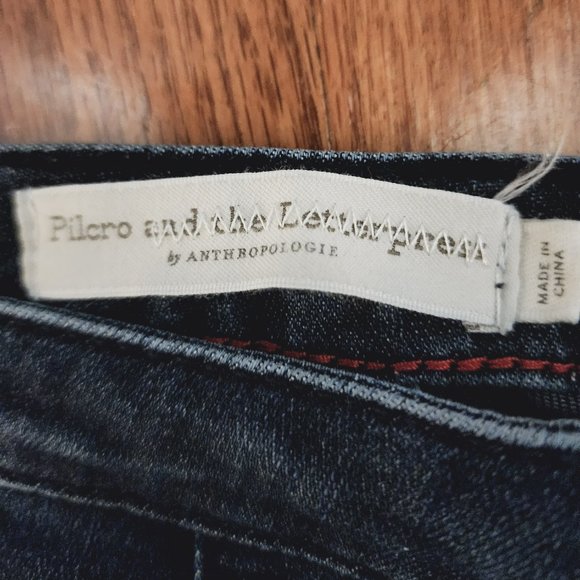 Pilcro and the Letterpress
by ANTHROPOLOGIE
MADE IN
CHINA